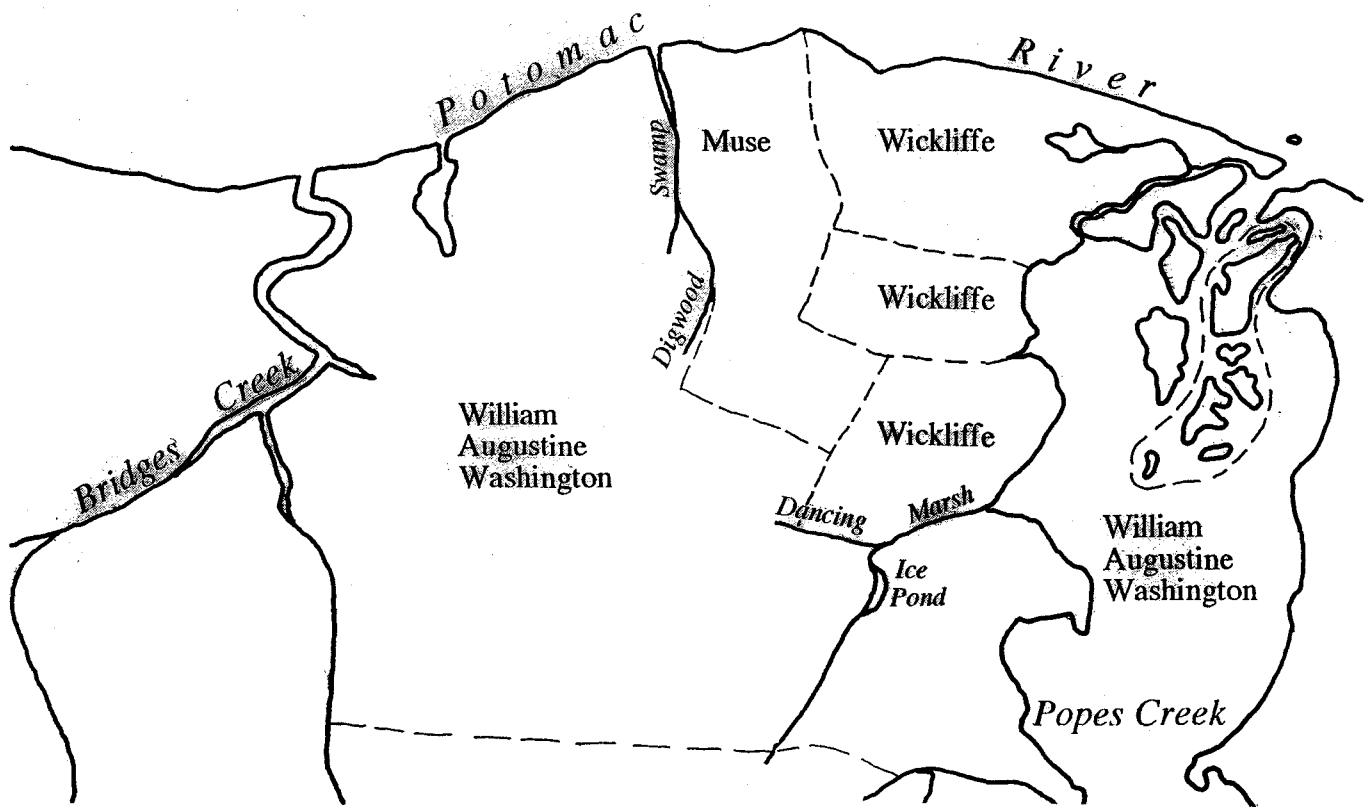 Potomac
River
Swamp
Muse
Wickliffe
Wickliffe
Digwood
Bridges Creek
William
Augustine
Washington
Wickliffe
Dancing Marsh
William
Augustine
Washington
Ice
Pond
Popes Creek